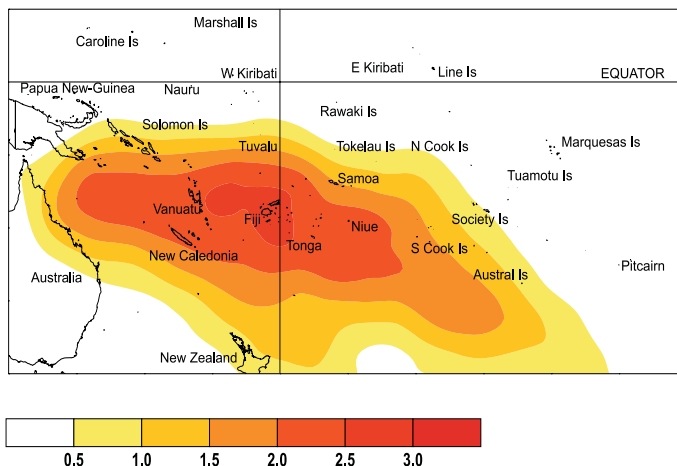 Marshall Is
Caroline Is
W Kiribati
E Kiribati
Line Is
EQUATOR
Papua New-Guinea
Nauru
Rawaki Is
Solomon Is
Tuvalu
Tokelau Is
N Cook Is
Marquesas Is
Samoa
Tuamotu Is
Vanuatu
Fiji
Niue
Society Is
Tonga
S Cook Is
New Caledonia
Pitcairn
Australia
Austral Is
New Zealand
0.5 1.0 1.5 2.0 2.5 3.0